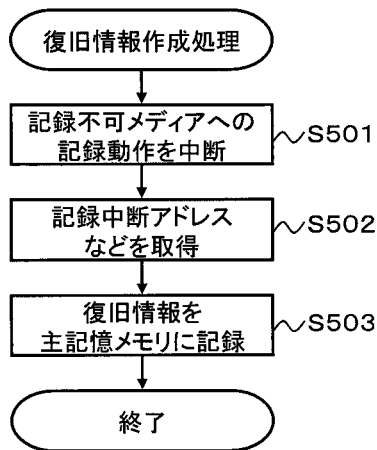 復旧情報作成処理
記録不可メディアへの
記録動作を中断
S501
記録中断アドレス
などを取得
S502
復旧情報を
主記憶メモリに記録
S503
終了